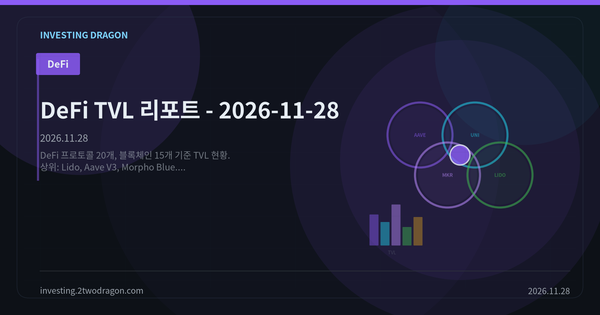 INVESTING DRAGON
DeFi
DeFi TVL 리포트 - 2026-11-28
2026.11.28
DeFi 프로토콜 20개, 블록체인 15개 기준 TVL 현황.
상위: Lido, Aave V3, Morpho Blue....
AAVE
UNI
MKR
LIDO
investing.2twodragon.com
2026.11.28